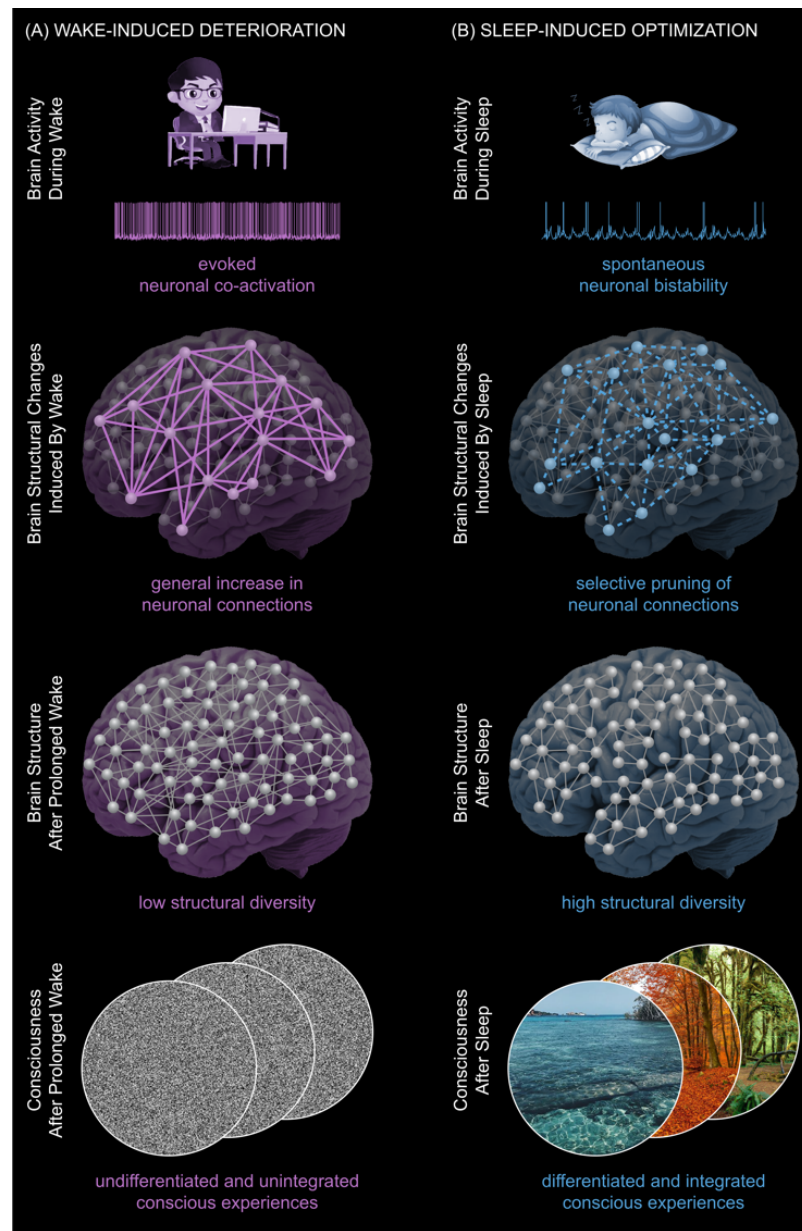 (A) WAKE-INDUCED DETERIORATION
(B) SLEEP-INDUCED OPTIMIZATION
Brain Activity
During Wake
evoked
neuronal co-activation
Brain Activity
During Sleep
z z z
spontaneous
neuronal bistability
Brain Structural Changes
Induced By Wake
general increase in
neuronal connections
Brain Structural Changes
Induced By Sleep
selective pruning of
neuronal connections
Brain Structure
After Prolonged Wake
low structural diversity
Brain Structure
After Sleep
high structural diversity
Consciousness
After Prolonged Wake
undifferentiated and unintegrated
conscious experiences
Consciousness
After Sleep
differentiated and integrated
conscious experiences